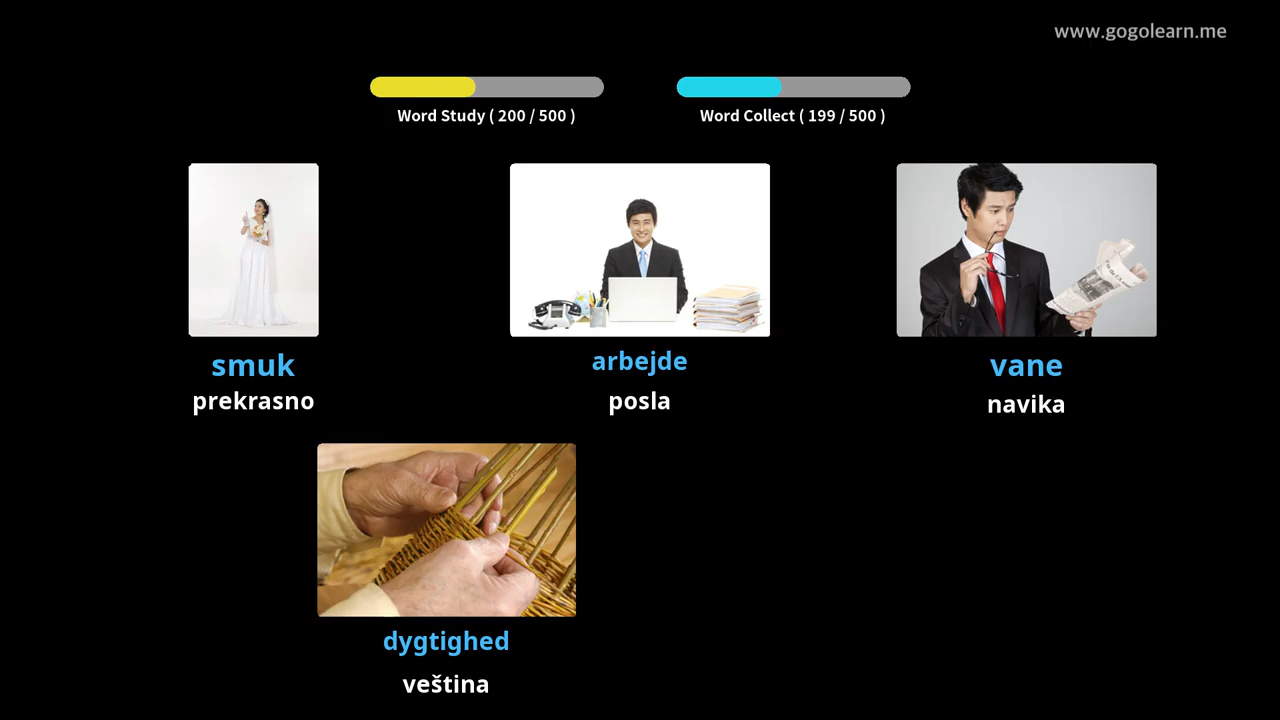 www.gogolearn.me
Word Study ( 200 / 500 )
Word Collect ( 199 / 500 )
smuk
prekrasno
arbejde
posla
vane
navika
dygtighed
veština